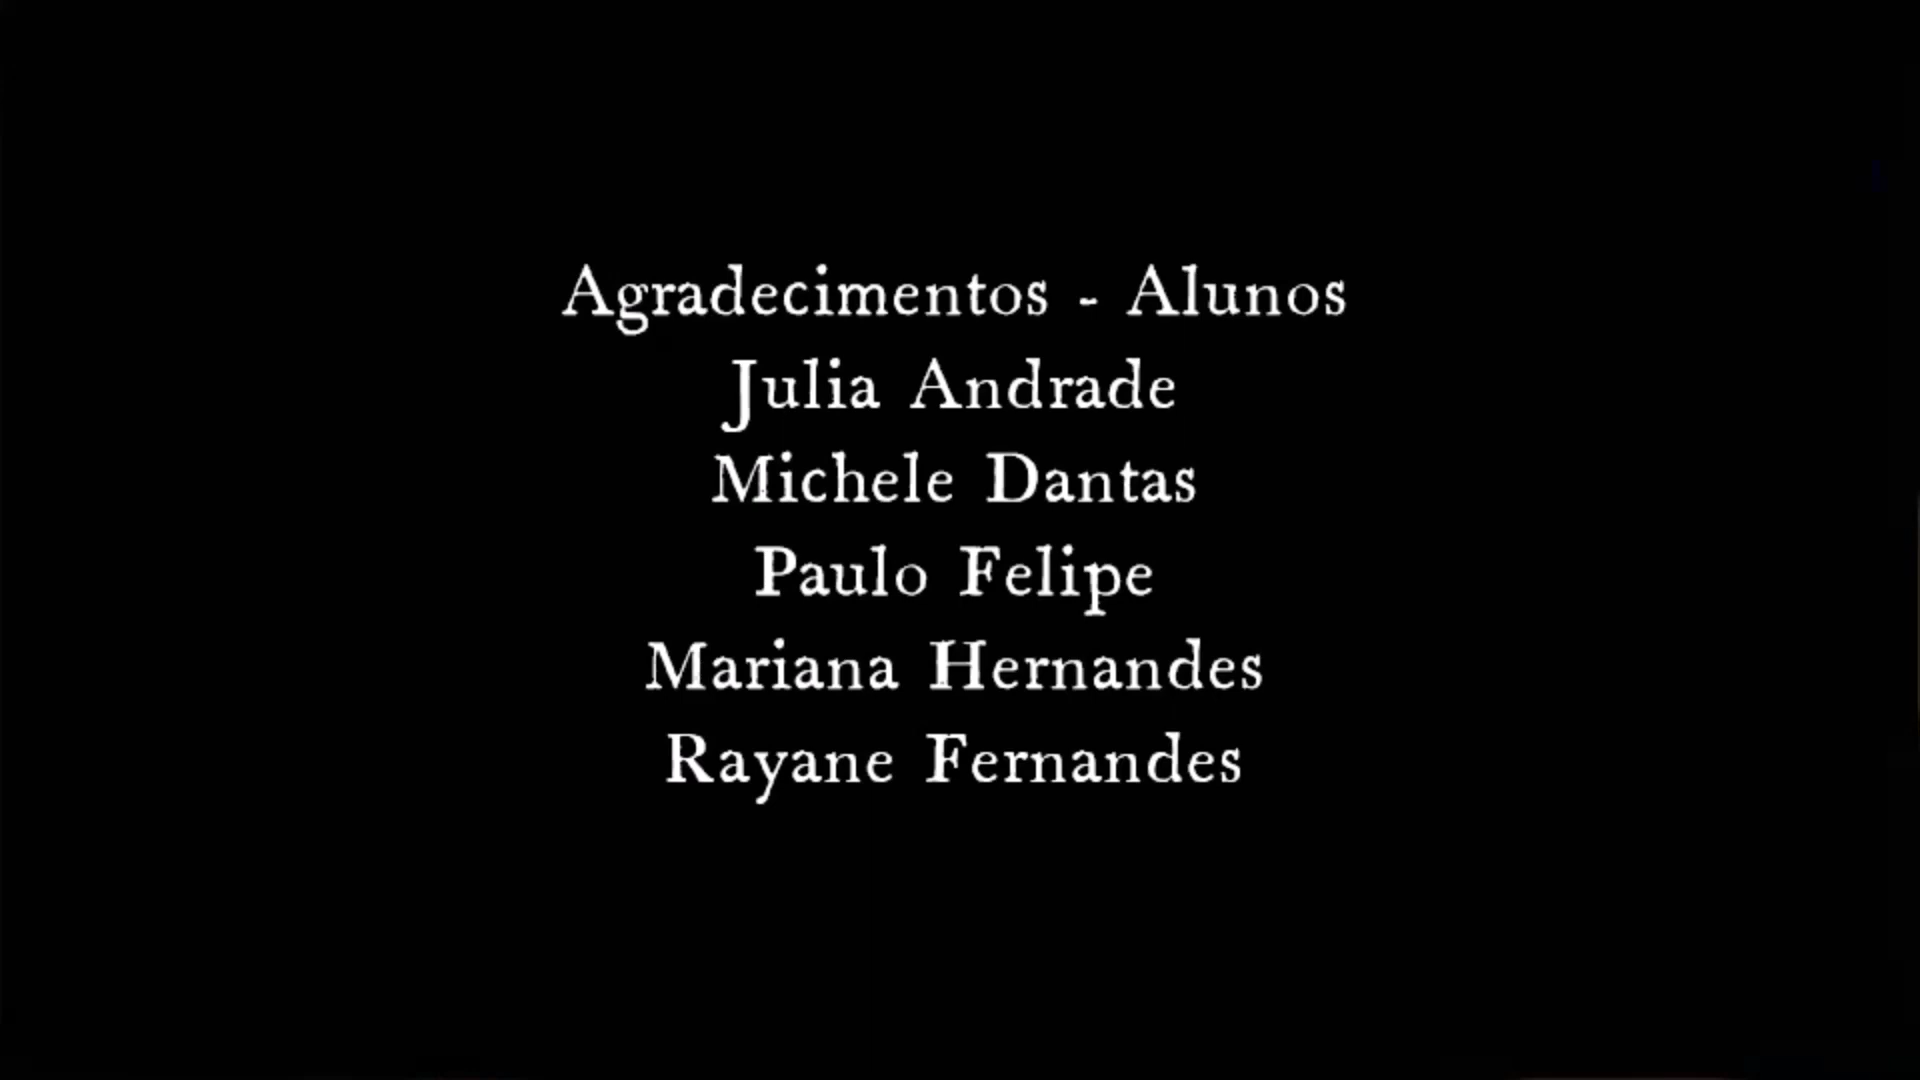 Agradecimentos - Alunos
Julia Andrade
Michele Dantas
Paulo Felipe
Mariana Hernandes
Rayane Fernandes